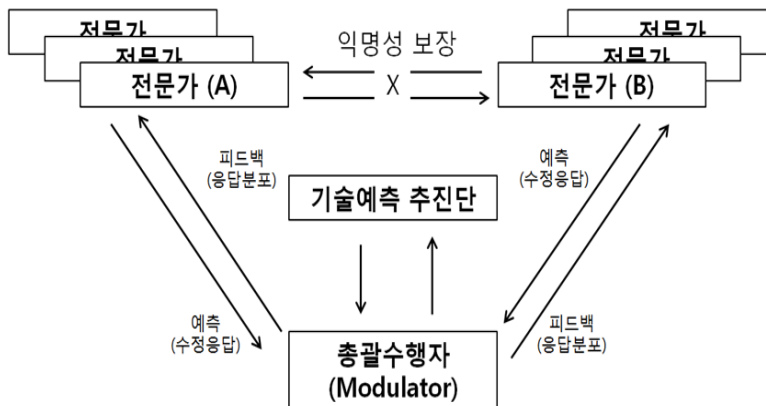 전문가
전문가
전문가
전문가
전문가 (A)
익명성 보장
X
전문가 (B)
피드백
(응답분포)
예측
(수정응답)
기술예측 추진단
예측
(수정응답)
피드백
(응답분포)
총괄수행자
(Modulator)